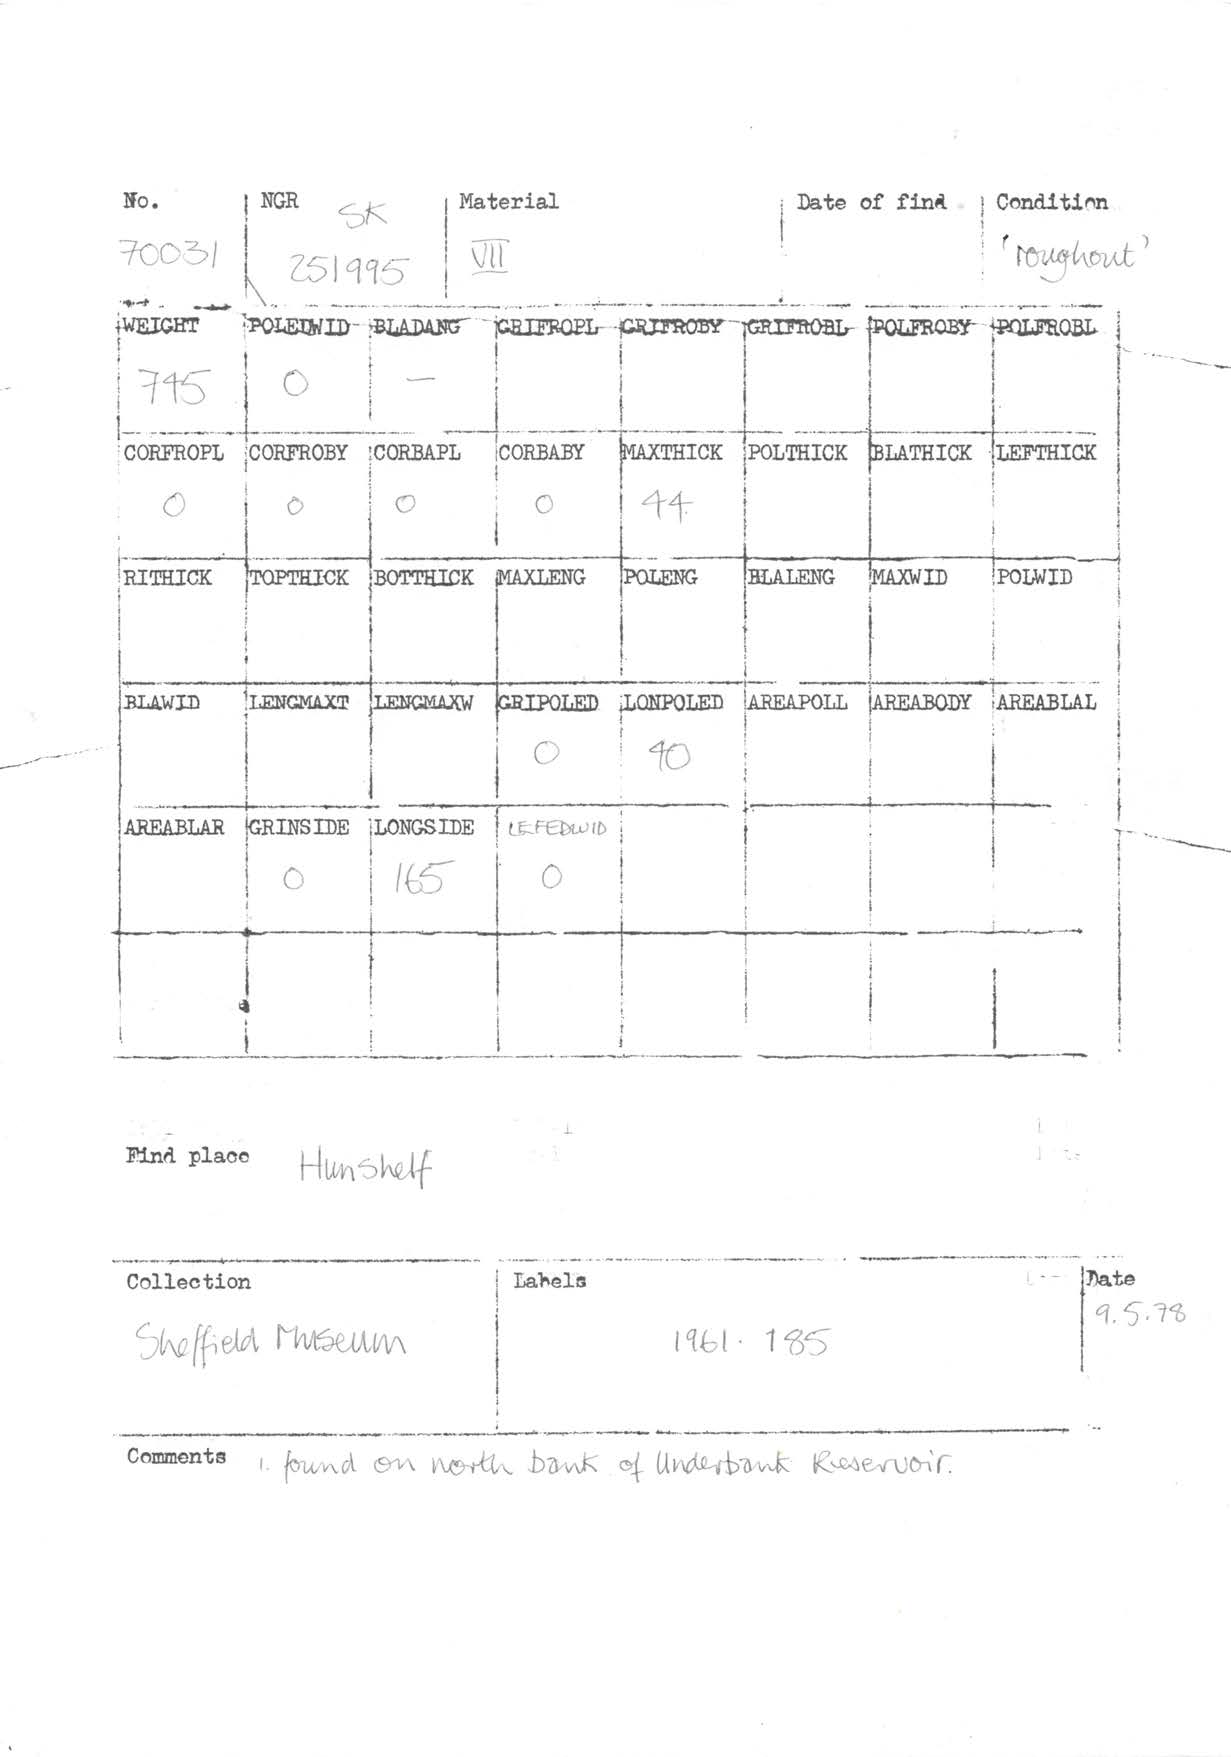 No. NGR Material Date of find Condition
SK
70031 251995 VII 'roughout'
WEIGHT POLEDWID BLADANG GRIFROPL GRIFROBY GRIFROBL POLFROBY POLFROBL
745 0 —
CORFROPL CORFROBY CORBAPL CORBABY MAXTHICK POLTHICK BLATHICK LEFTHICK
0 0 0 0 44
RITHICK TOPTHICK BOTTHICK MAXLENG POLENG BLALENG MAXWID POLWID
BLAWID LENGMAXT LENGMAXW GRIPOLED LONPOLED AREAPOLL AREABODY AREABLAL
0 40
AREABLAR GRINSIDE LONGSIDE LEFEDWID
0 165 0
Find place Hunshelf
Collection Labels Date
9.5.78
Sheffield Museum 1961. 185
Comments 1. found on north bank of Underbank Reservoir.